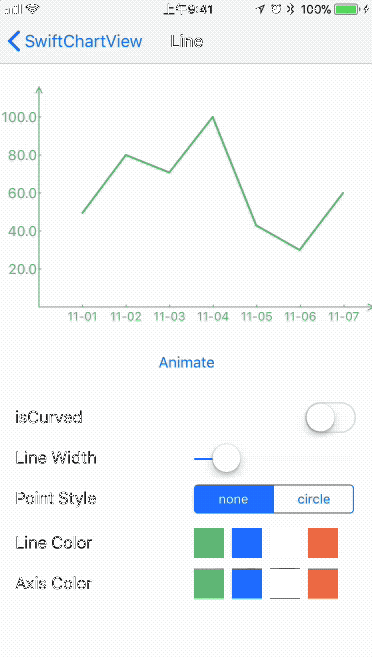 上午9:41 100%
SwiftChartView Line
100.0
80.0
60.0
40.0
20.0
11-01 11-02 11-03 11-04 11-05 11-06 11-07
Animate
isCurved
Line Width
Point Style none circle
Line Color
Axis Color